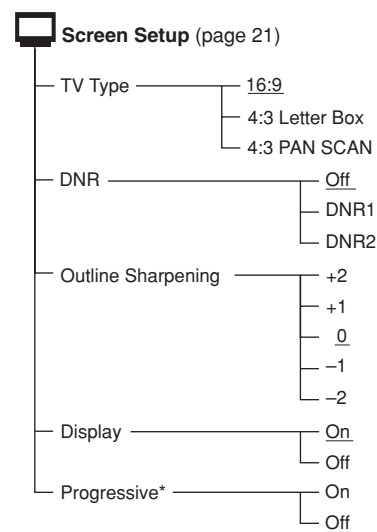 Screen Setup (page 21)
TV Type
16:9
4:3 Letter Box
4:3 PAN SCAN
DNR
Off
DNR1
DNR2
Outline Sharpening
+2
+1
0
–1
–2
Display
On
Off
Progressive*
On
Off